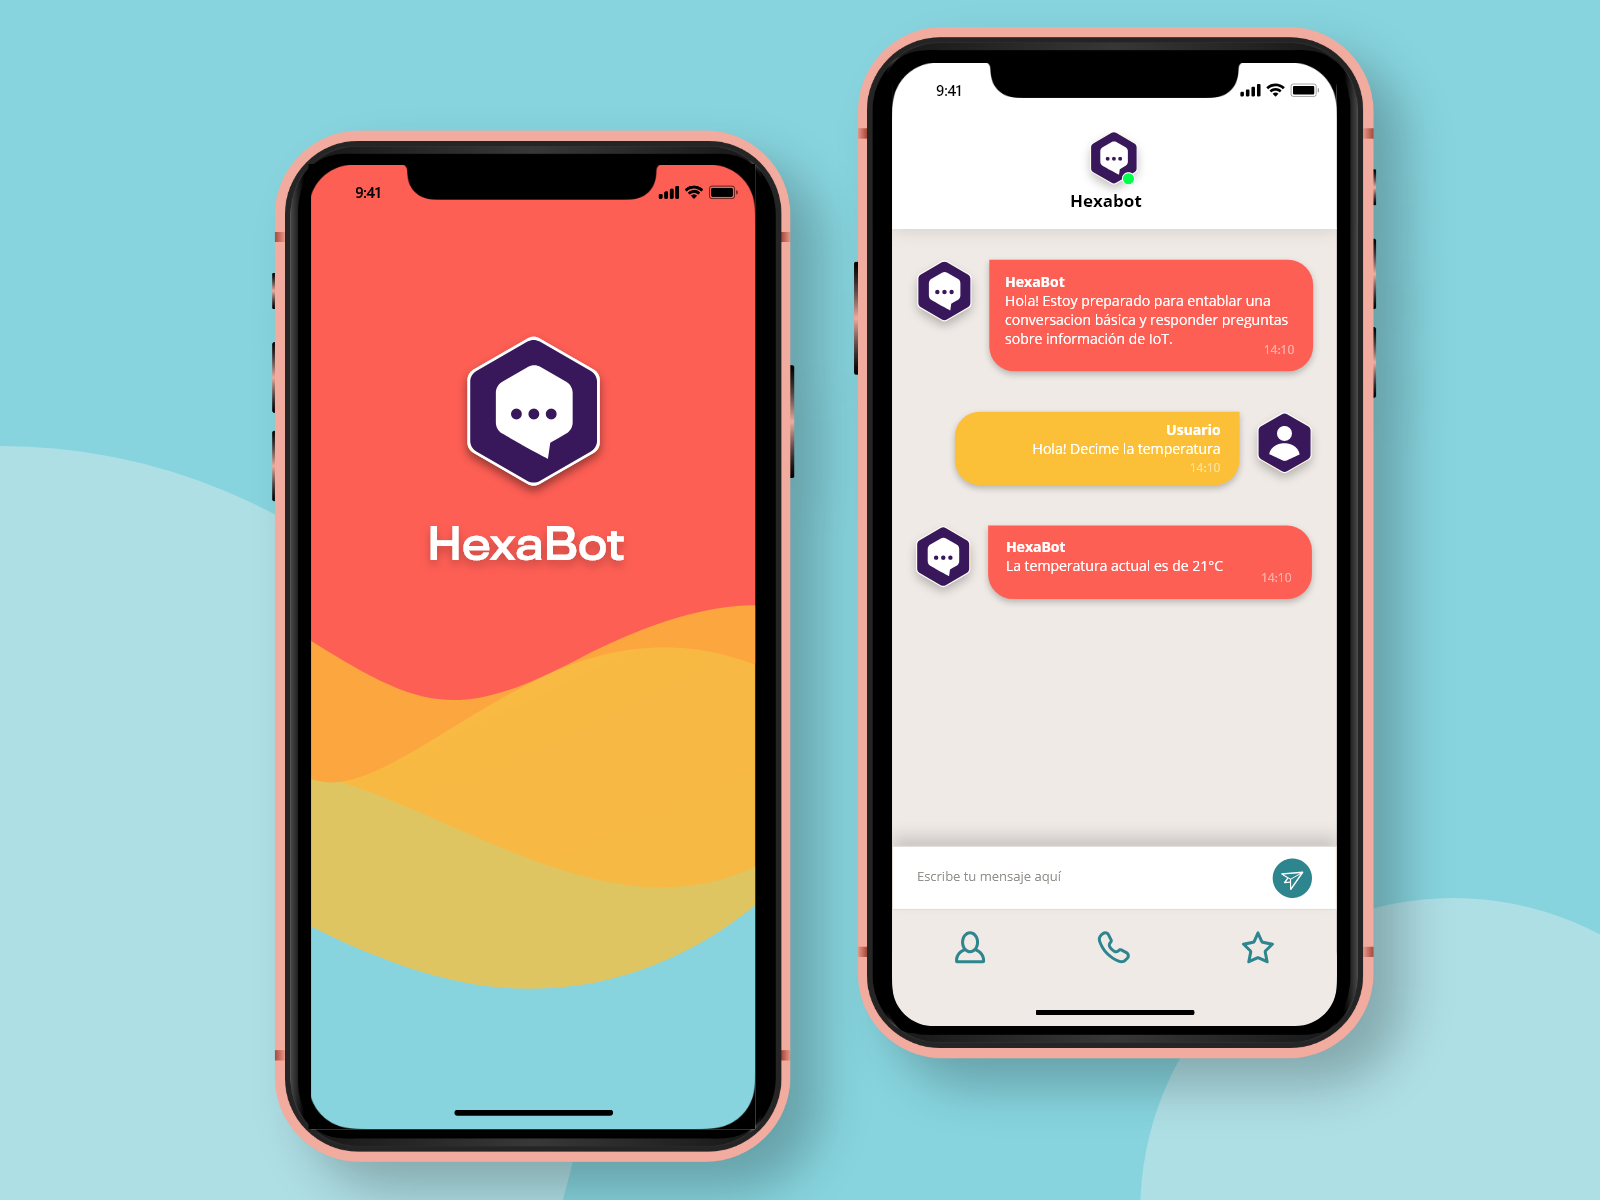 9:41
HexaBot
9:41
Hexabot
HexaBot
Hola! Estoy preparado para entablar una
conversacion básica y responder preguntas
sobre información de IoT.
14:10
Usuario
Hola! Decime la temperatura
14:10
HexaBot
La temperatura actual es de 21°C
14:10
Escribe tu mensaje aquí